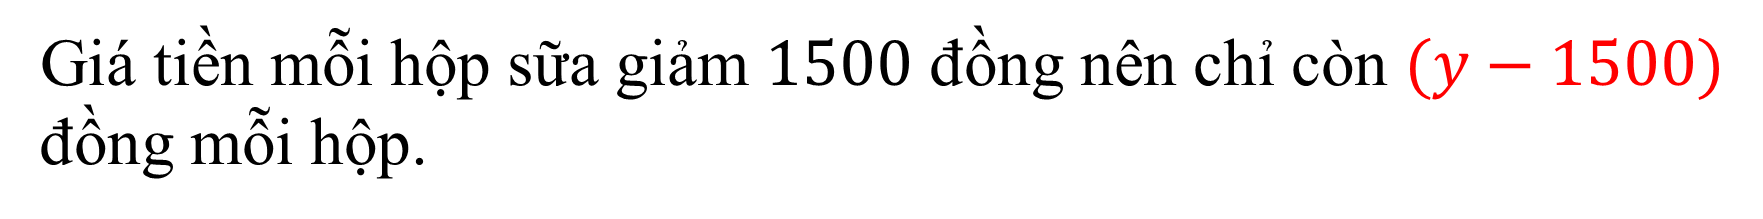 Giá tiền mỗi hộp sữa giảm 1500 đồng nên chỉ còn (y − 1500)
đồng mỗi hộp.